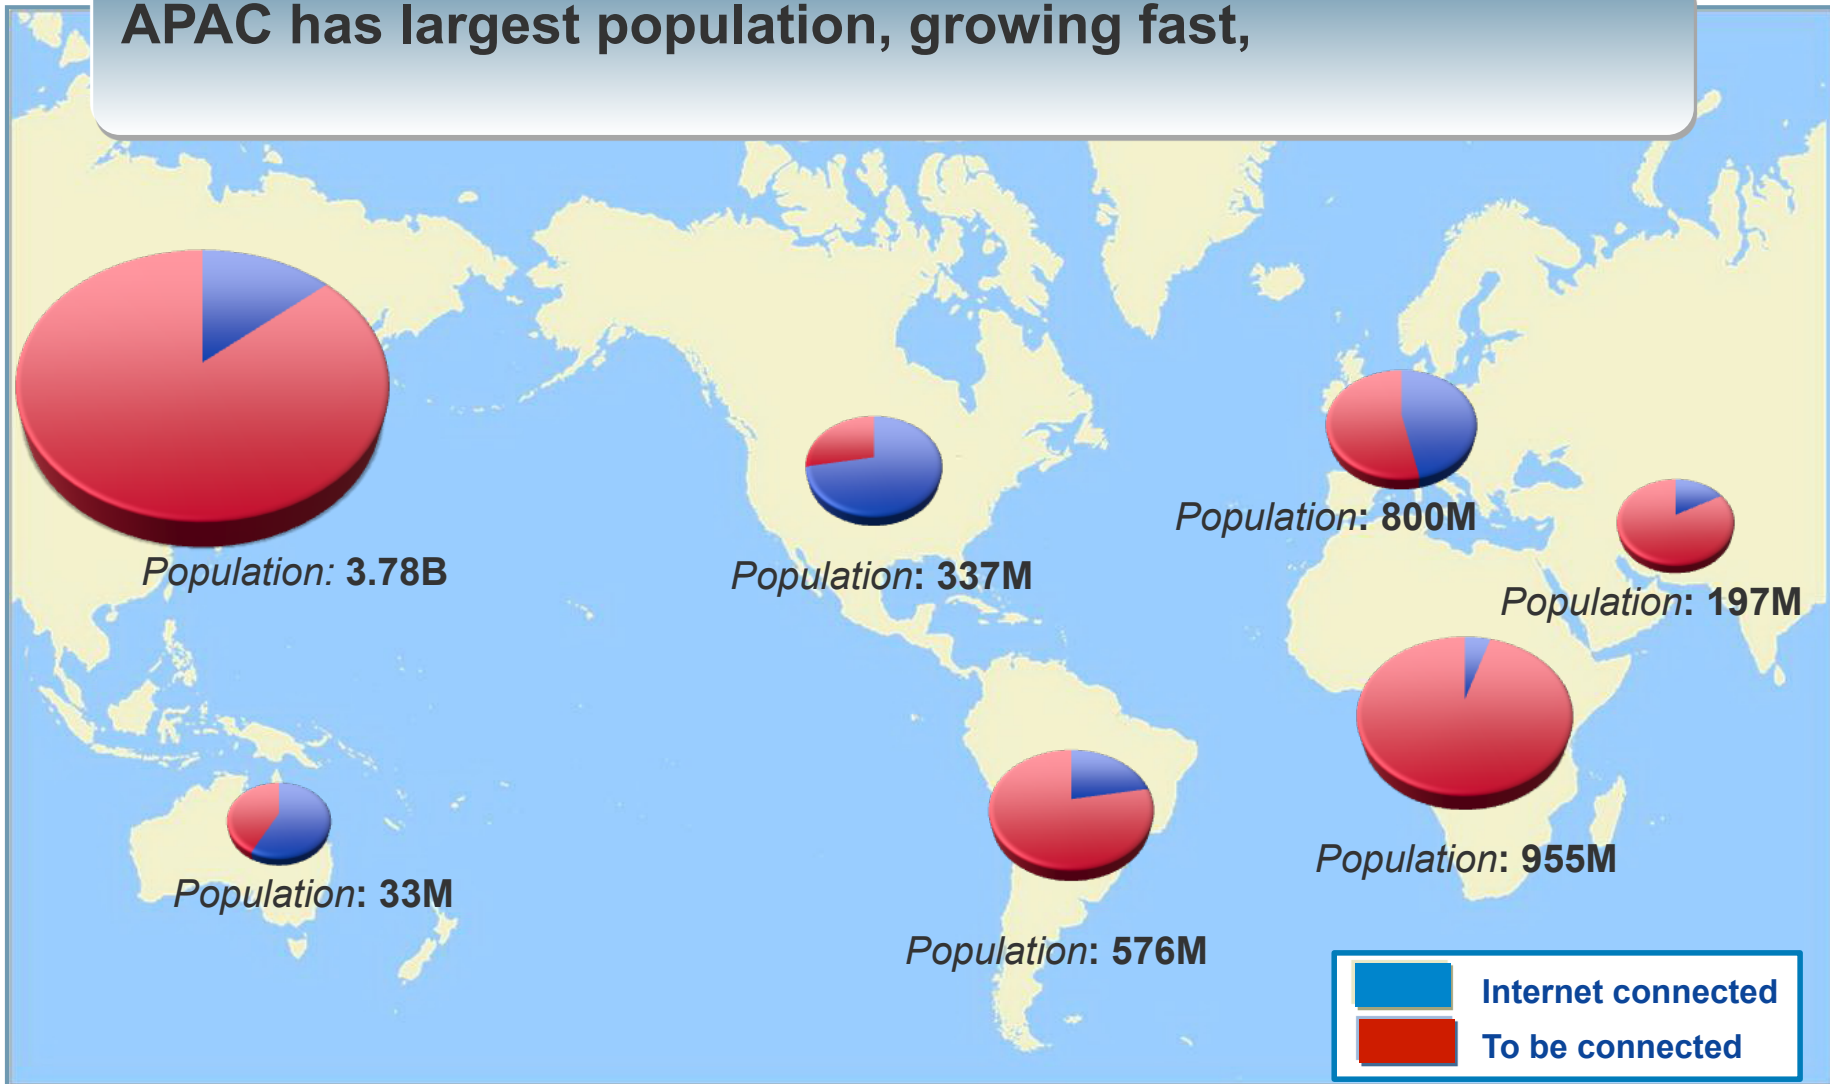 APAC has largest population, growing fast,
Population: 3.78B
Population: 337M
Population: 800M
Population: 197M
Population: 33M
Population: 576M
Population: 955M
Internet connected
To be connected